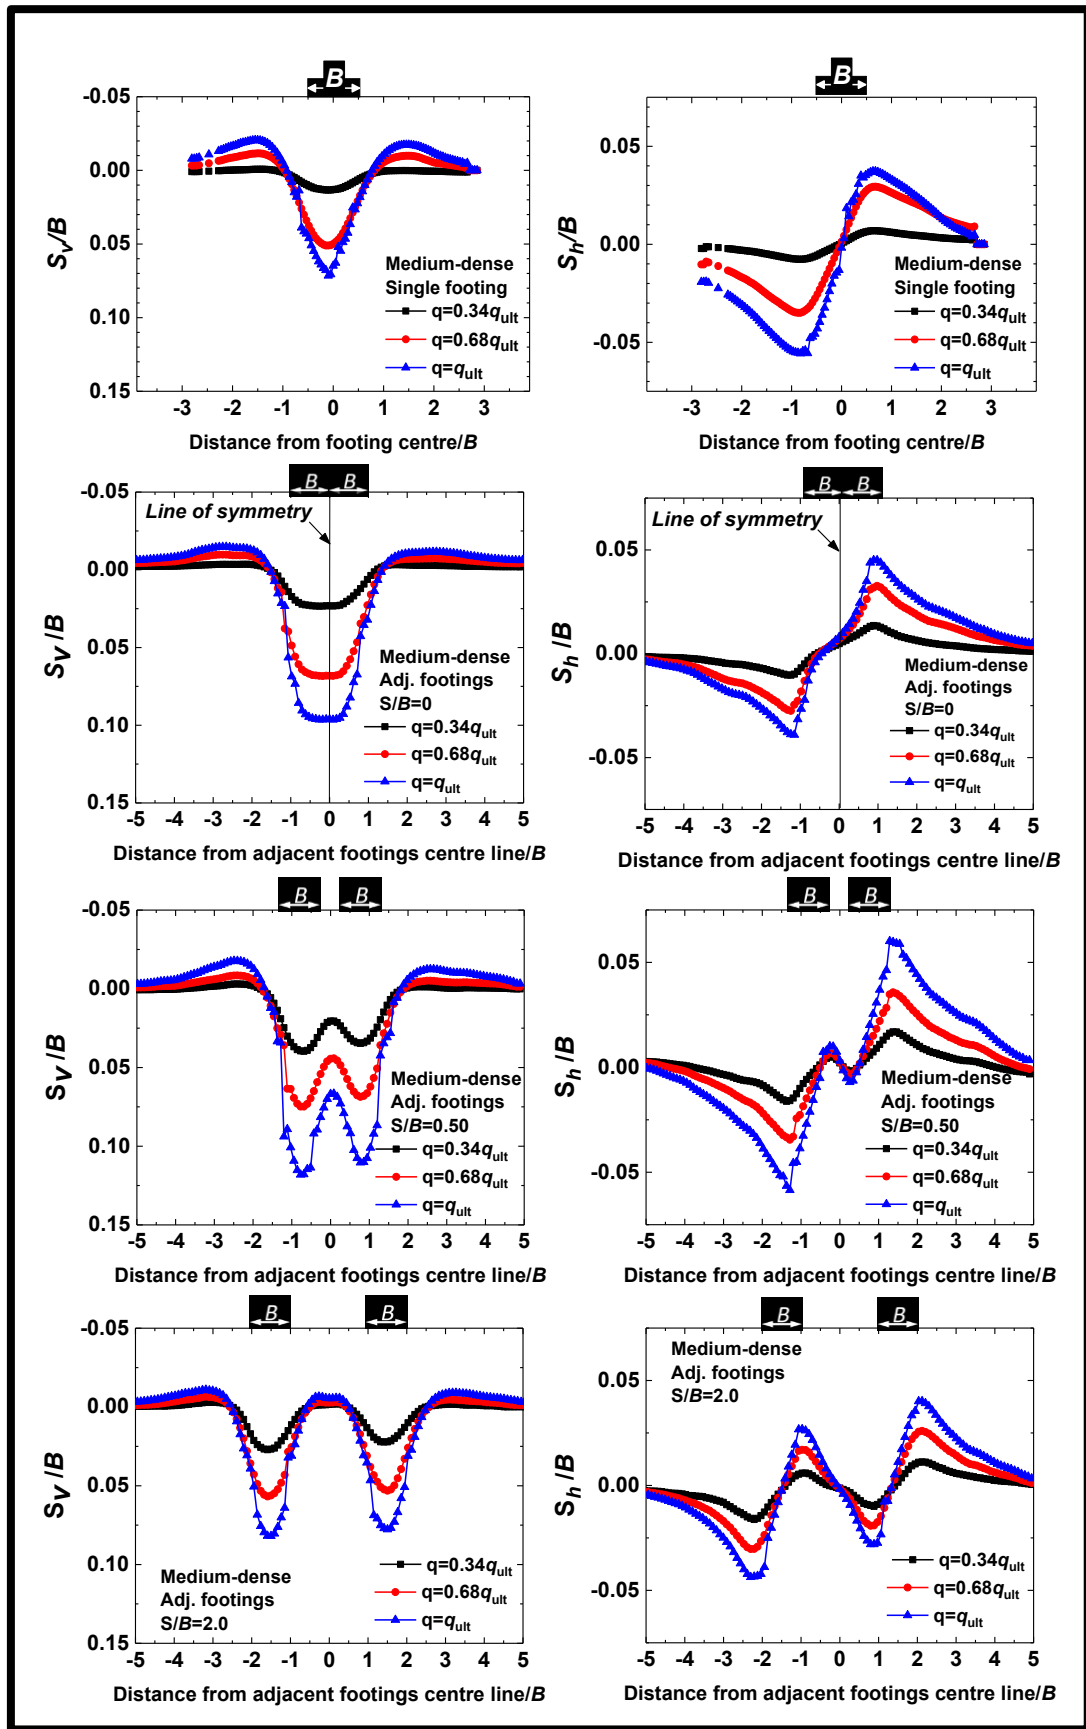 B
-0.05
0.00
0.05
0.10
0.15
Sv/B
Medium-dense
Single footing
q=0.34qult
q=0.68qult
q=qult
-3 -2 -1 0 1 2 3
Distance from footing centre/B
B
0.05
0.00
-0.05
Sh/B
Medium-dense
Single footing
q=0.34qult
q=0.68qult
q=qult
-3 -2 -1 0 1 2 3
Distance from footing centre/B
B B
-0.05
0.00
0.05
0.10
0.15
SV/B
Line of symmetry
Medium-dense
Adj. footings
S/B=0
q=0.34qult
q=0.68qult
q=qult
-5 -4 -3 -2 -1 0 1 2 3 4 5
Distance from adjacent footings centre line/B
B B
0.05
0.00
-0.05
Sh/B
Line of symmetry
Medium-dense
Adj. footings
S/B=0
q=0.34qult
q=0.68qult
q=qult
-5 -4 -3 -2 -1 0 1 2 3 4 5
Distance from adjacent footings centre line/B
B B
-0.05
0.00
0.05
0.10
0.15
SV/B
Medium-dense
Adj. footings
S/B=0.50
q=0.34qult
q=0.68qult
q=qult
-5 -4 -3 -2 -1 0 1 2 3 4 5
Distance from adjacent footings centre line/B
B B
0.05
0.00
-0.05
Sh/B
Medium-dense
Adj. footings
S/B=0.50
q=0.34qult
q=0.68qult
q=qult
-5 -4 -3 -2 -1 0 1 2 3 4 5
Distance from adjacent footings centre line/B
B B
-0.05
0.00
0.05
0.10
0.15
SV/B
Medium-dense
Adj. footings
S/B=2.0
q=0.34qult
q=0.68qult
q=qult
-5 -4 -3 -2 -1 0 1 2 3 4 5
Distance from adjacent footings centre line/B
B B
0.05
0.00
-0.05
Sh/B
Medium-dense
Adj. footings
S/B=2.0
q=0.34qult
q=0.68qult
q=qult
-5 -4 -3 -2 -1 0 1 2 3 4 5
Distance from adjacent footings centre line/B